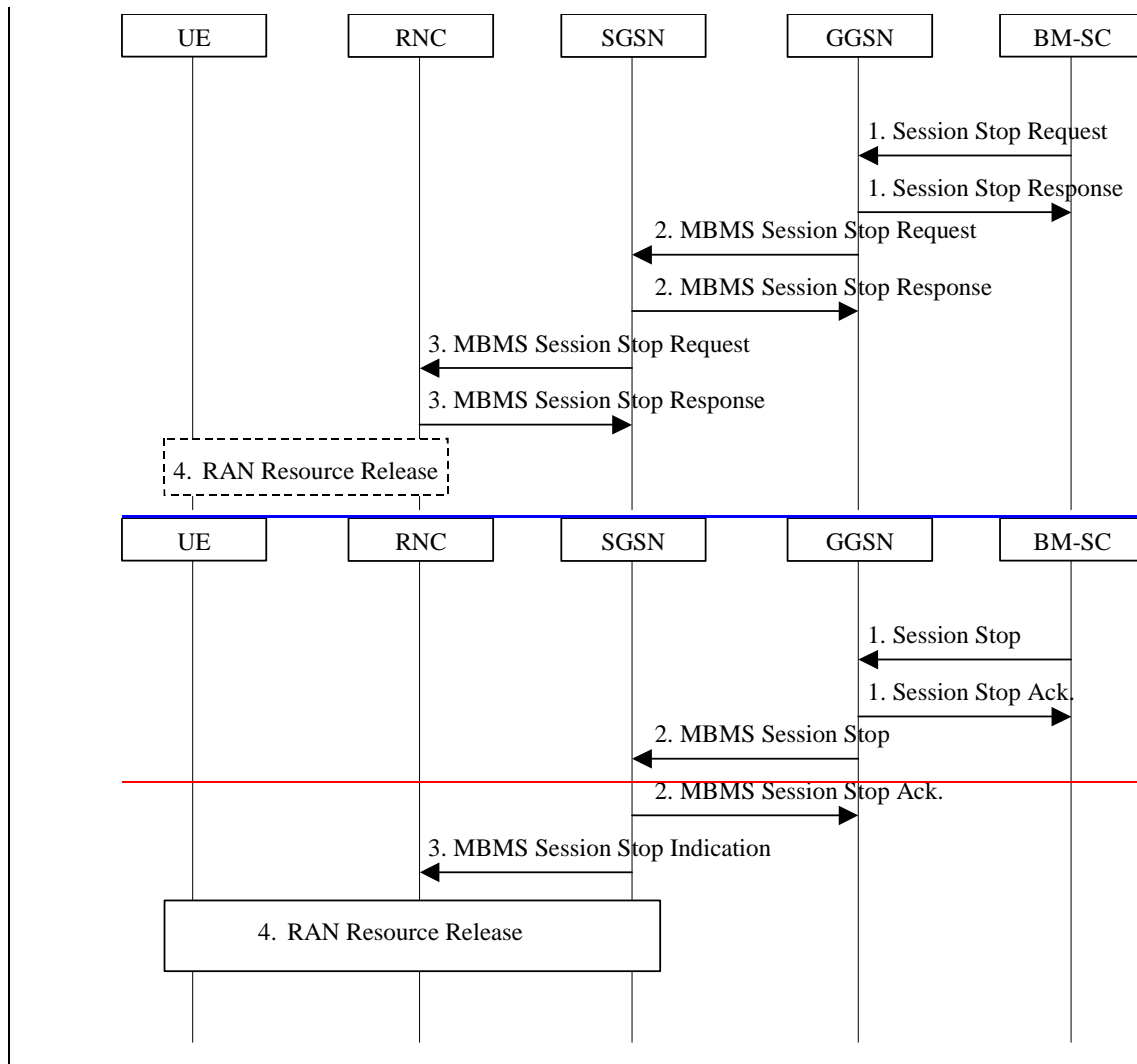 UE RNC SGSN GGSN BM-SC
1. Session Stop Request
1. Session Stop Response
2. MBMS Session Stop Request
2. MBMS Session Stop Response
3. MBMS Session Stop Request
3. MBMS Session Stop Response
4. RAN Resource Release
UE RNC SGSN GGSN BM-SC
1. Session Stop
1. Session Stop Ack.
2. MBMS Session Stop
2. MBMS Session Stop Ack.
3. MBMS Session Stop Indication
4. RAN Resource Release